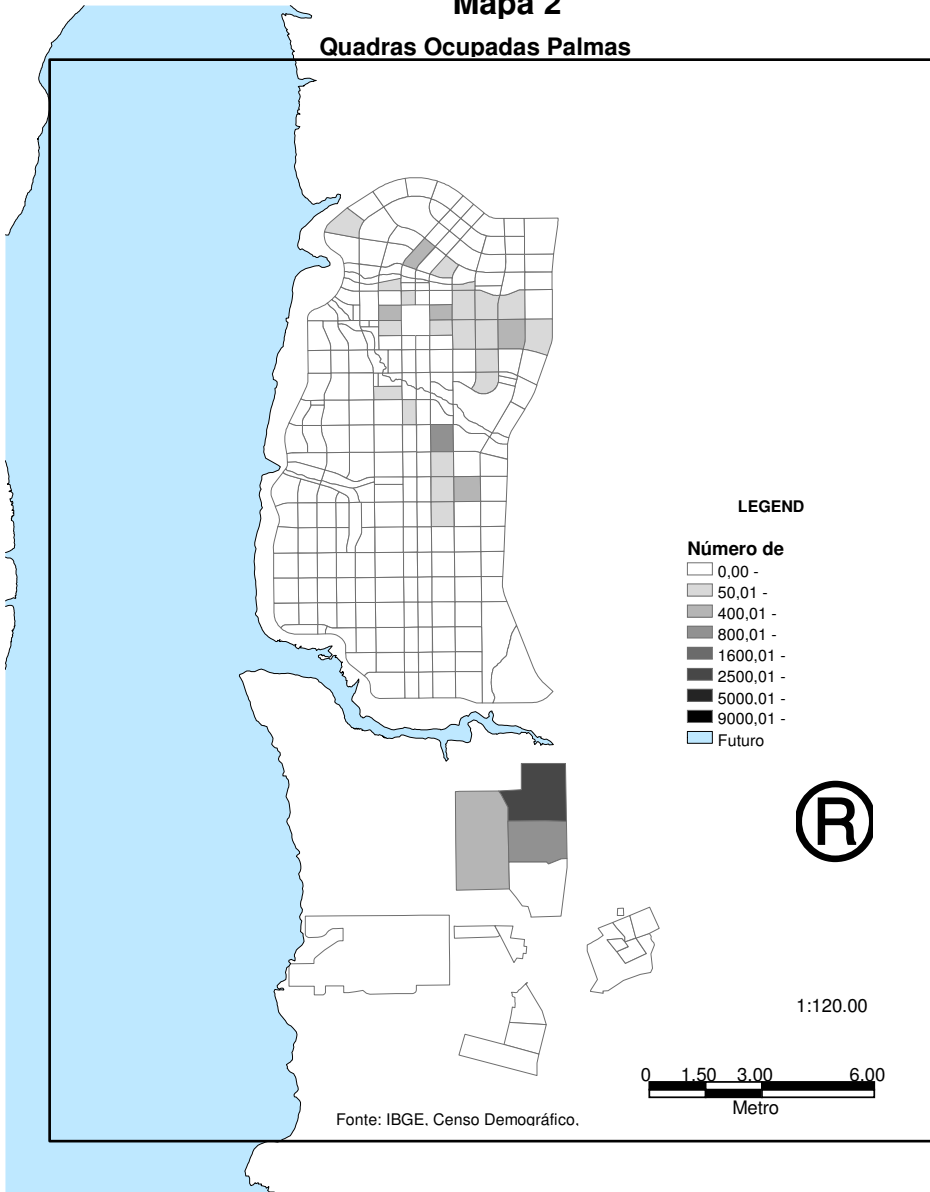 Mapa 2
Quadras Ocupadas Palmas
LEGEND
Número de
0,00 -
50,01 -
400,01 -
800,01 -
1600,01 -
2500,01 -
5000,01 -
9000,01 -
Futuro
R
1:120.00
0 1.50 3.00 6.00
Metro
Fonte: IBGE, Censo Demográfico,